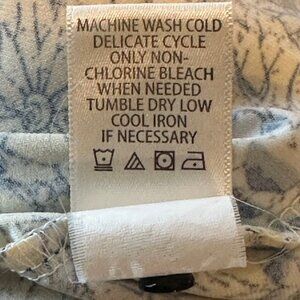 MACHINE WASH COLD
DELICATE CYCLE
ONLY NON-
CHLORINE BLEACH
WHEN NEEDED
TUMBLE DRY LOW
COOL IRON
IF NECESSARY